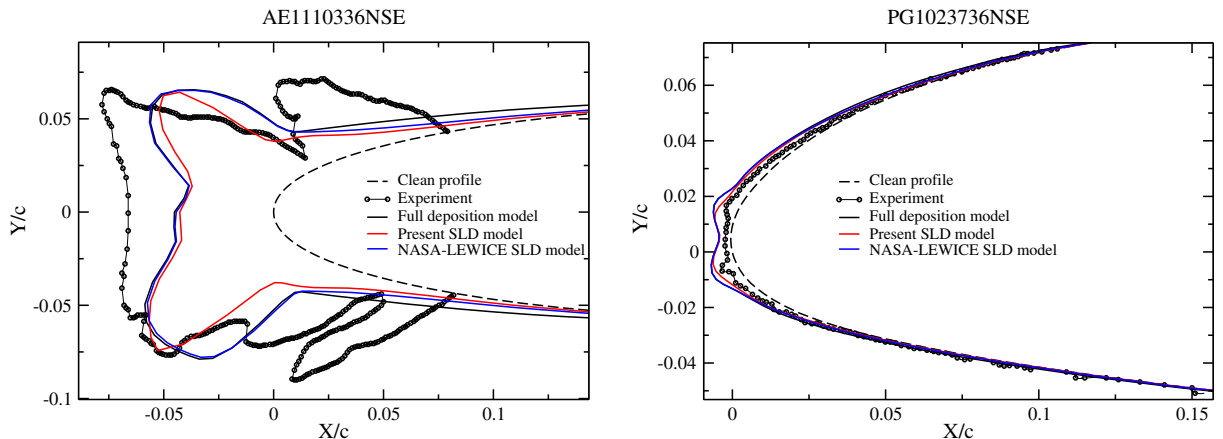 AE1110336NSE
0.05
0
-0.05
-0.1
Y/c
-0.05
0
0.05
0.1
X/c
Clean profile
Experiment
Full deposition model
Present SLD model
NASA-LEWICE SLD model
PG1023736NSE
0.06
0.04
0.02
0
-0.02
-0.04
Y/c
0
0.05
0.1
0.15
X/c
Clean profile
Experiment
Full deposition model
Present SLD model
NASA-LEWICE SLD model